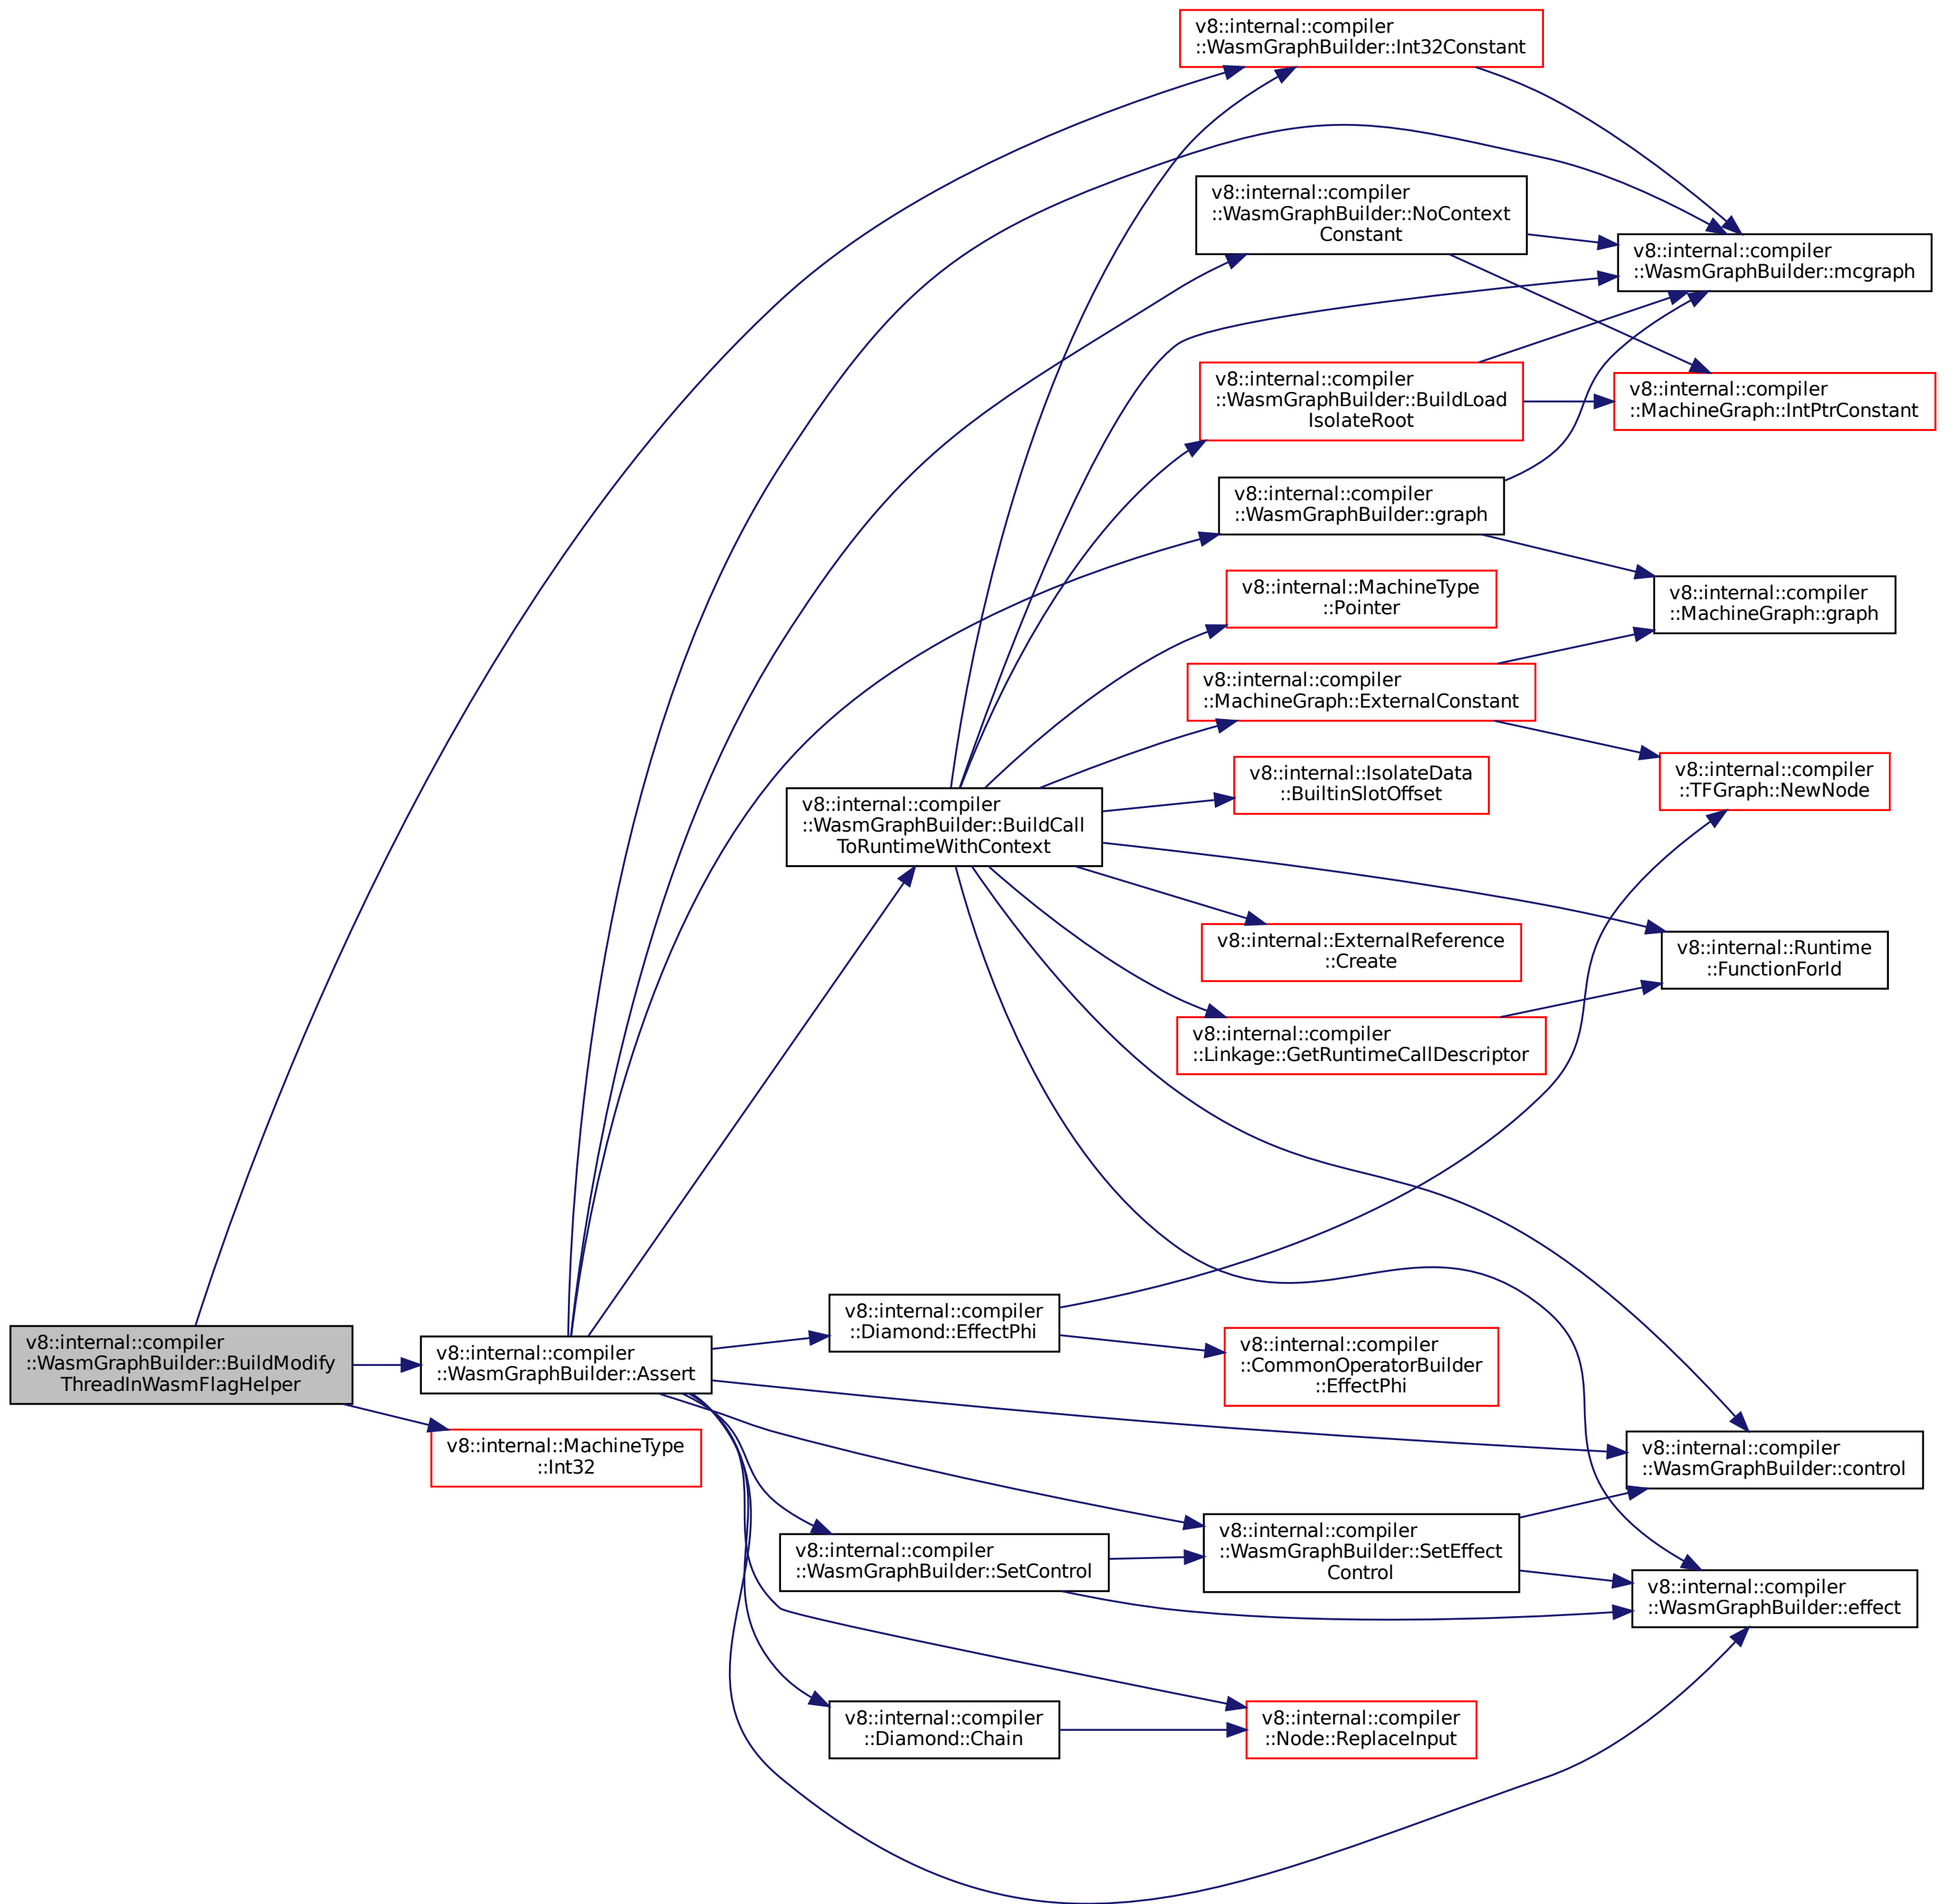 v8::internal::compiler
::WasmGraphBuilder::BuildModify
ThreadInWasmFlagHelper
v8::internal::compiler
::WasmGraphBuilder::Assert
v8::internal::MachineType
::Int32
v8::internal::compiler
::WasmGraphBuilder::BuildCall
ToRuntimeWithContext
v8::internal::compiler
::Diamond::EffectPhi
v8::internal::compiler
::WasmGraphBuilder::SetControl
v8::internal::compiler
::Diamond::Chain
v8::internal::compiler
::WasmGraphBuilder::Int32Constant
v8::internal::compiler
::WasmGraphBuilder::NoContext
Constant
v8::internal::compiler
::WasmGraphBuilder::BuildLoad
IsolateRoot
v8::internal::compiler
::WasmGraphBuilder::graph
v8::internal::MachineType
::Pointer
v8::internal::compiler
::MachineGraph::ExternalConstant
v8::internal::IsolateData
::BuiltinSlotOffset
v8::internal::ExternalReference
::Create
v8::internal::compiler
::Linkage::GetRuntimeCallDescriptor
v8::internal::compiler
::CommonOperatorBuilder
::EffectPhi
v8::internal::compiler
::WasmGraphBuilder::SetEffect
Control
v8::internal::compiler
::Node::ReplaceInput
v8::internal::compiler
::WasmGraphBuilder::mcgraph
v8::internal::compiler
::MachineGraph::IntPtrConstant
v8::internal::compiler
::MachineGraph::graph
v8::internal::compiler
::TFGraph::NewNode
v8::internal::Runtime
::FunctionForId
v8::internal::compiler
::WasmGraphBuilder::control
v8::internal::compiler
::WasmGraphBuilder::effect